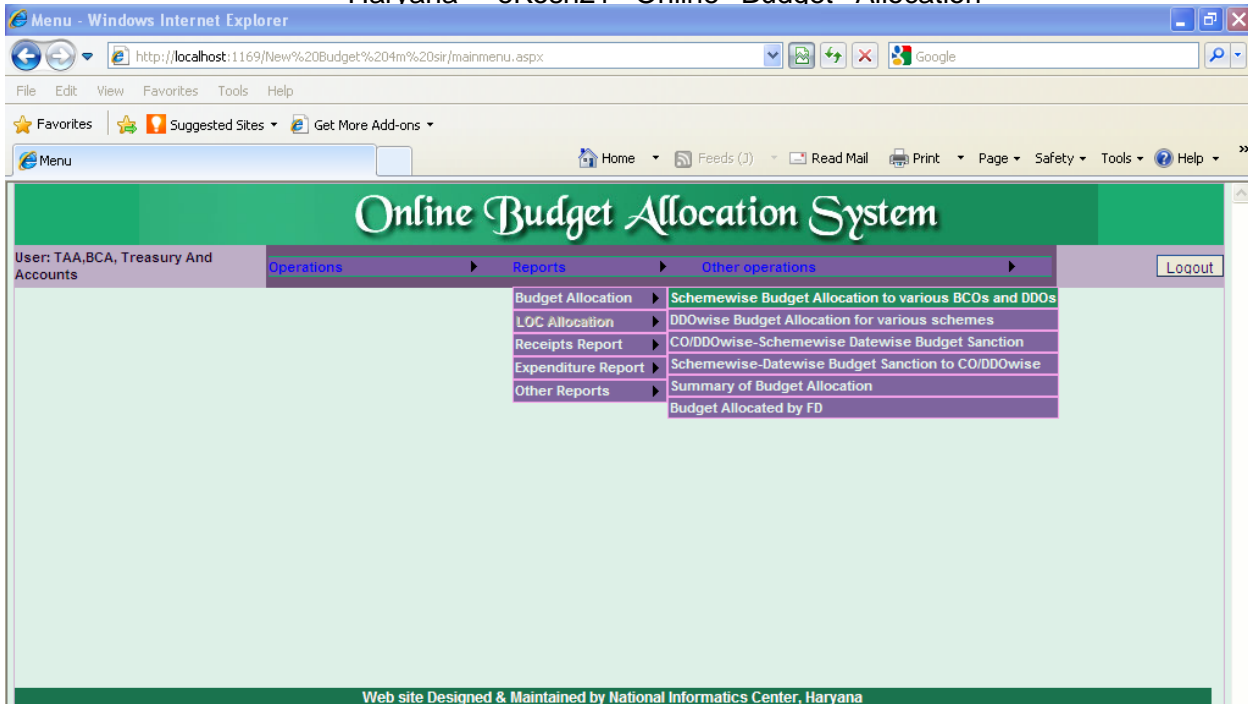 Haryana eKosh21 Online Budget Allocation
Menu - Windows Internet Explorer
http://localhost:1169/New%20Budget%204m%20sir/mainmenu.aspx
Google
File Edit View Favorites Tools Help
Favorites Suggested Sites Get More Add-ons
Menu Home Feeds (J) Read Mail Print Page Safety Tools Help »
Online Budget Allocation System
User: TAA,BCA, Treasury And
Accounts
Operations Reports Other operations Logout
Budget Allocation Schemewise Budget Allocation to various BCOs and DDOs
LOC Allocation DDOwise Budget Allocation for various schemes
Receipts Report CO/DDOwise-Schemewise Datewise Budget Sanction
Expenditure Report Schemewise-Datewise Budget Sanction to CO/DDOwise
Other Reports Summary of Budget Allocation
Budget Allocated by FD
Web site Designed & Maintained by National Informatics Center, Haryana